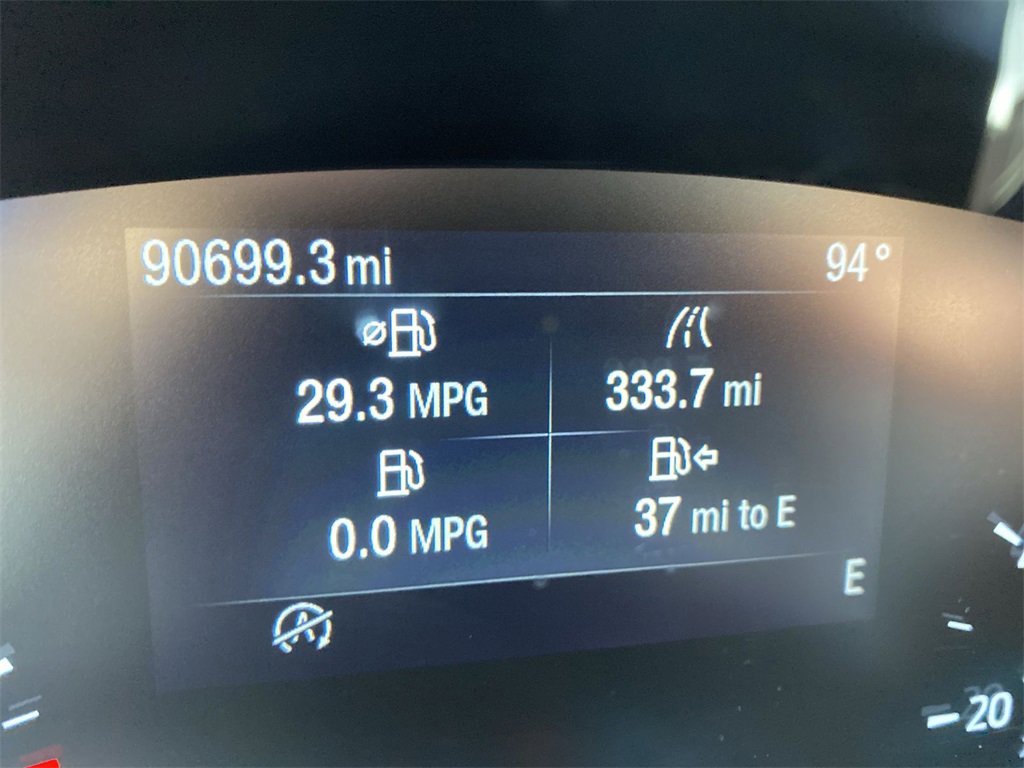 90699.3 mi 94°
29.3 MPG 333.7 mi
0.0 MPG 37 mi to E
E
A
20